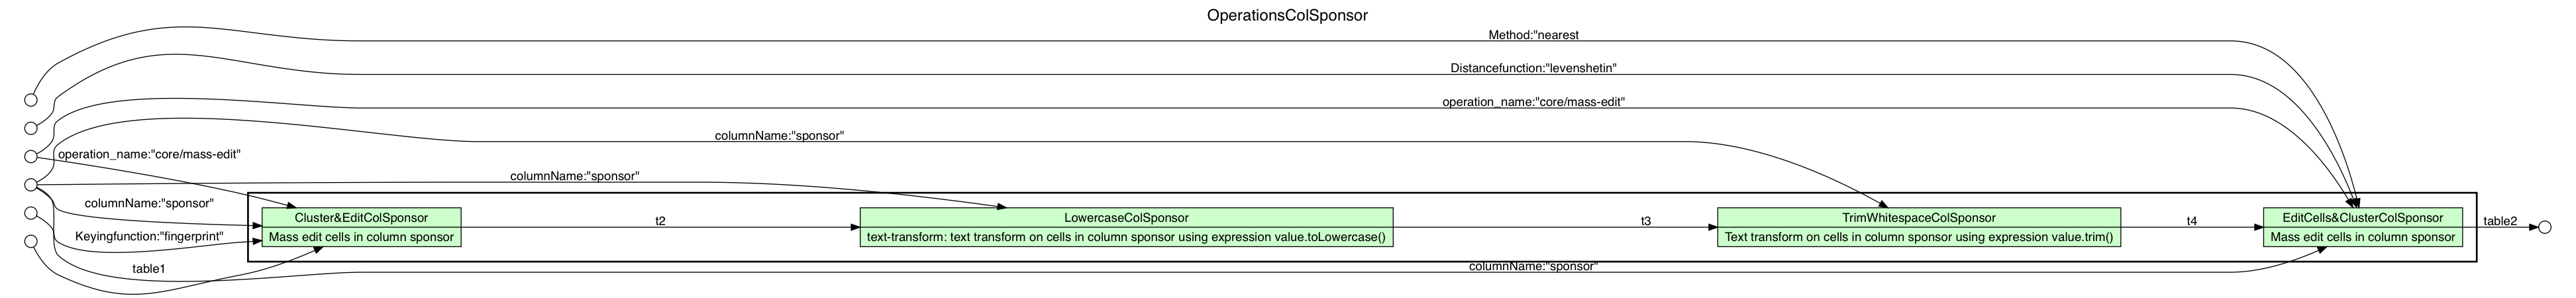 OperationsColSponsor
Method:"nearest
Distancefunction:"levenshetin"
operation_name:"core/mass-edit"
columnName:"sponsor"
operation_name:"core/mass-edit"
columnName:"sponsor"
columnName:"sponsor"
Cluster&EditColSponsor
Mass edit cells in column sponsor
t2
LowercaseColSponsor
text-transform: text transform on cells in column sponsor using expression value.toLowercase()
t3
TrimWhitespaceColSponsor
Text transform on cells in column sponsor using expression value.trim()
t4
EditCells&ClusterColSponsor
Mass edit cells in column sponsor
table2
Keyingfunction:"fingerprint"
table1
columnName:"sponsor"